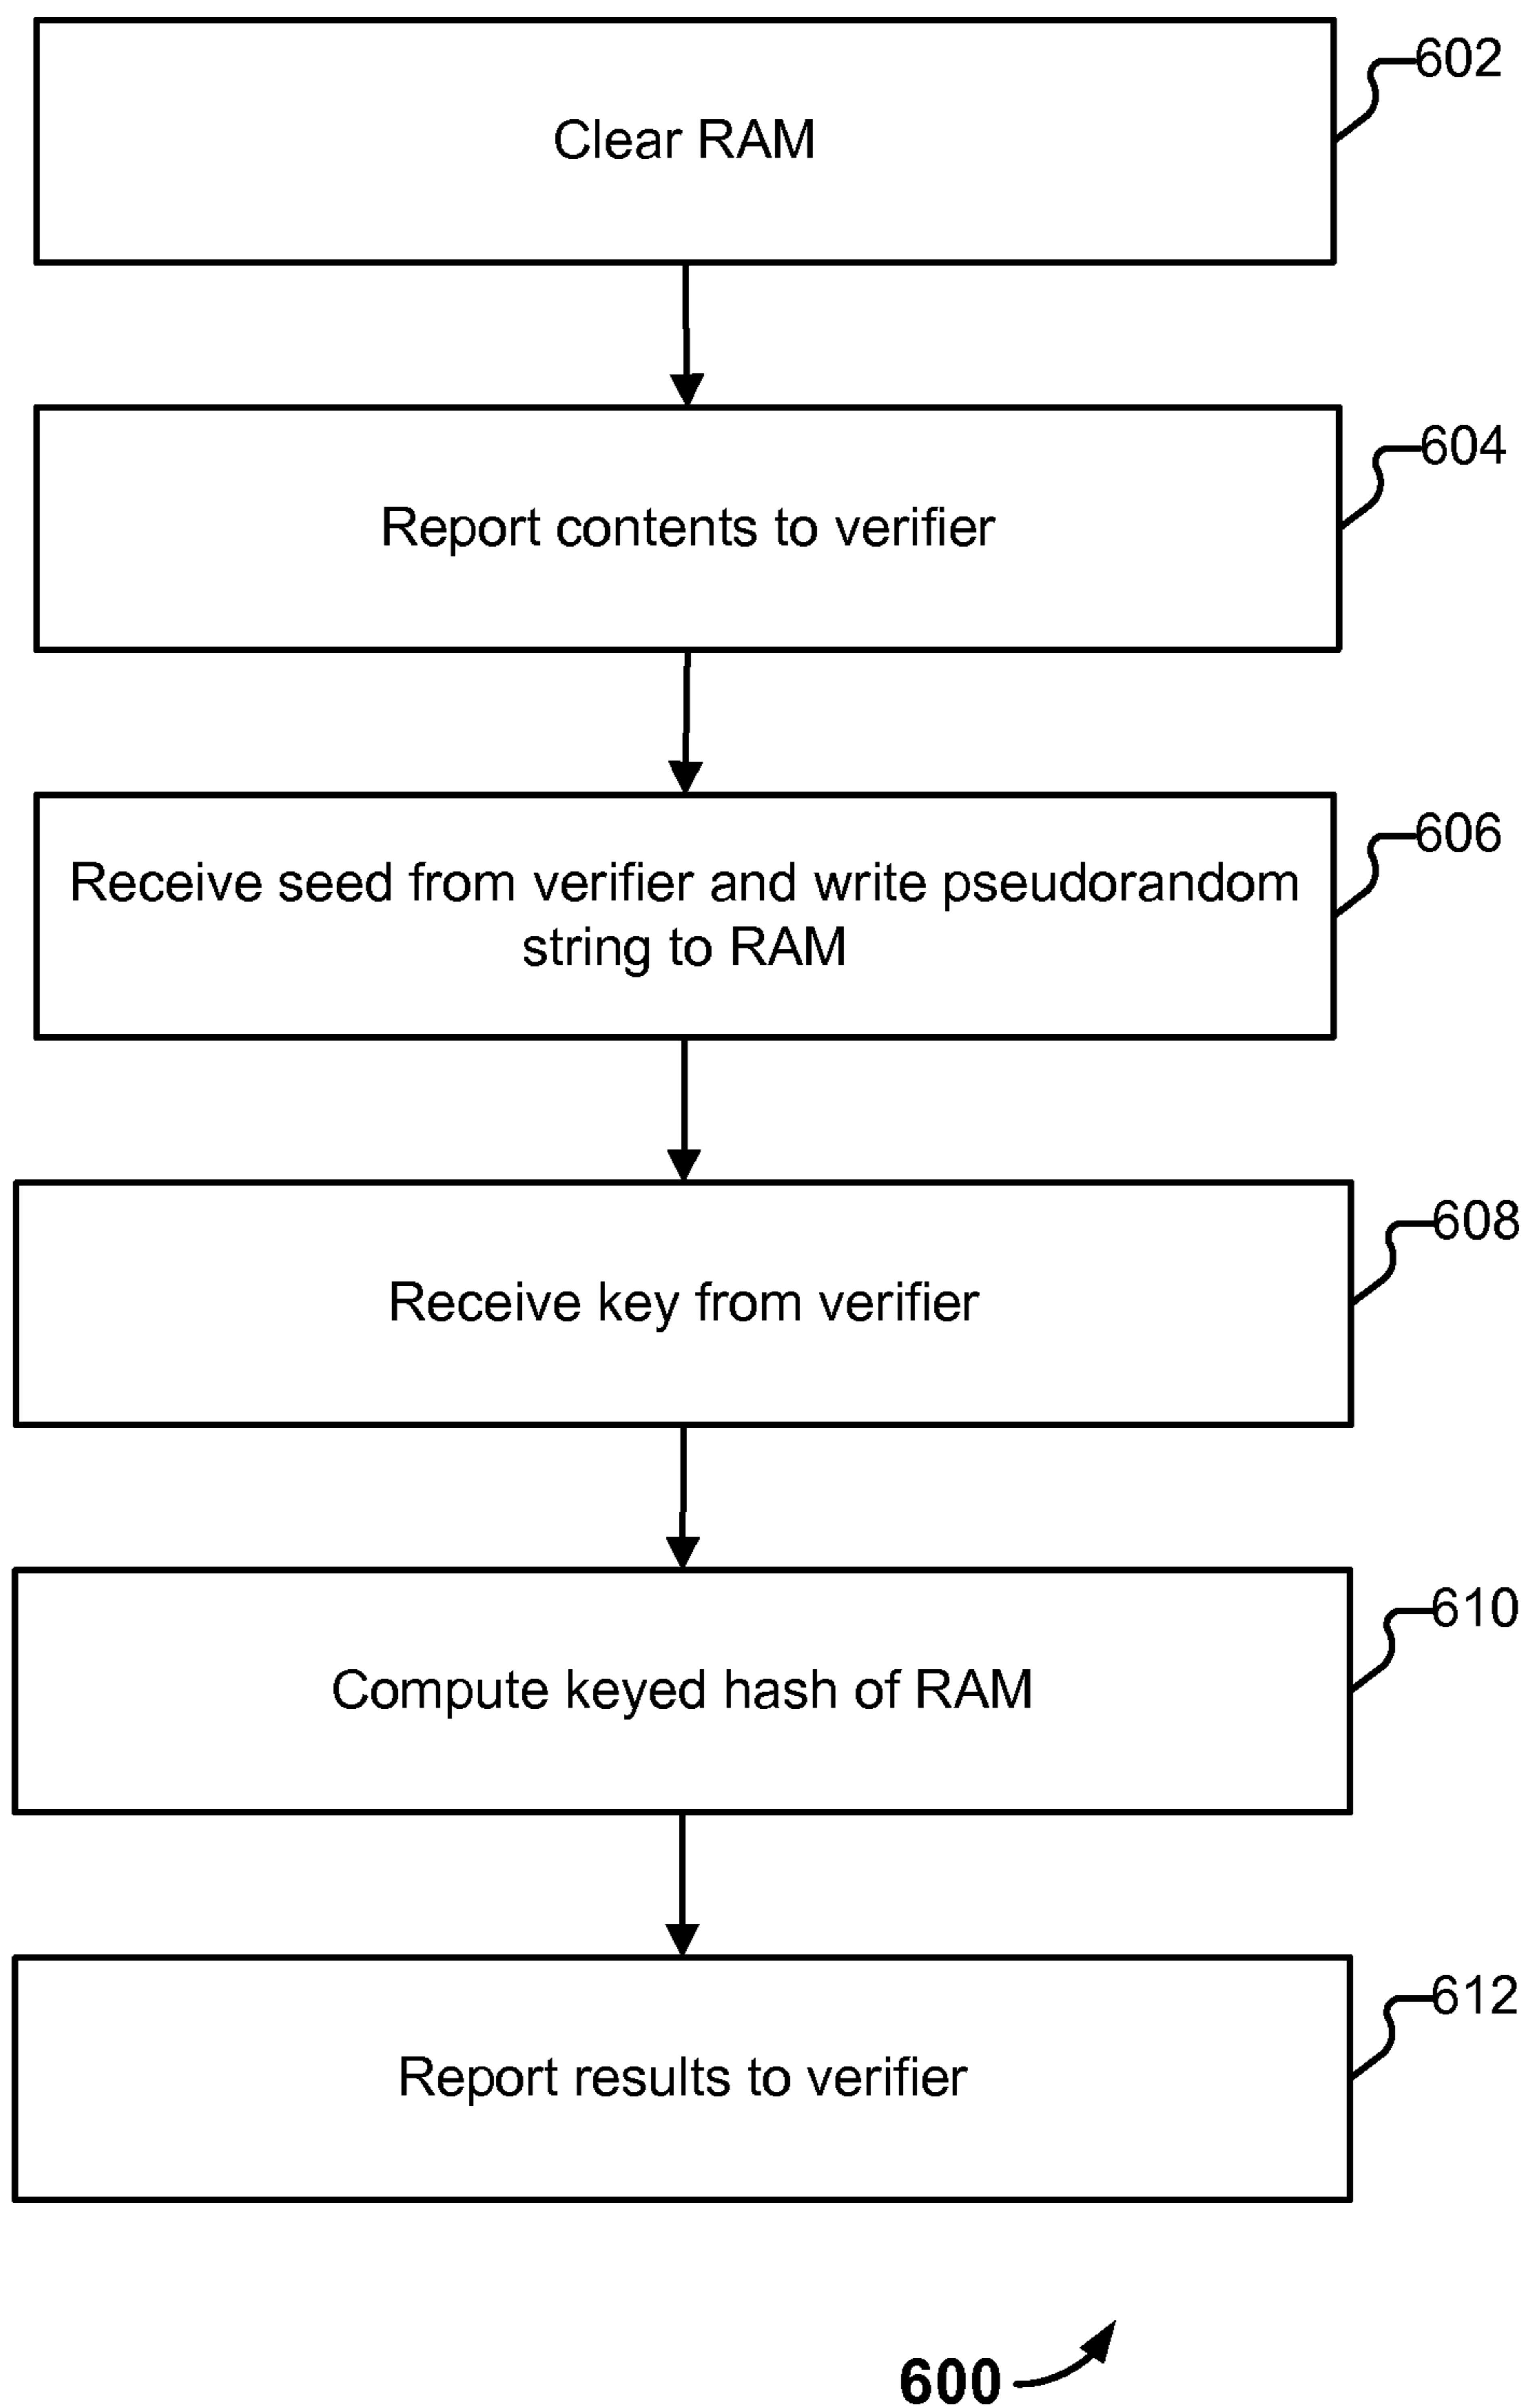 Clear RAM
602
Report contents to verifier
604
Receive seed from verifier and write pseudorandom
string to RAM
606
Receive key from verifier
608
Compute keyed hash of RAM
610
Report results to verifier
612
600